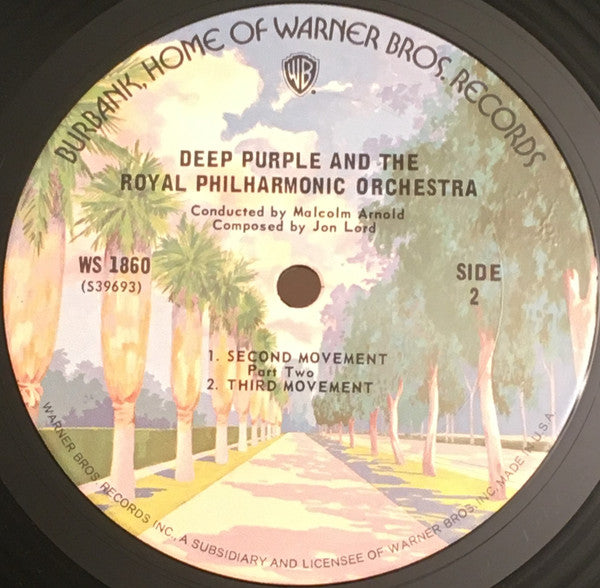 BURBANK, HOME OF WARNER BROS. RECORDS
WB
DEEP PURPLE AND THE
ROYAL PHILHARMONIC ORCHESTRA
Conducted by Malcolm Arnold
Composed by Jon Lord
WS 1860
(S39693)
SIDE
2
1. SECOND MOVEMENT
Part Two
2. THIRD MOVEMENT
WARNER BROS. RECORDS INC., A SUBSIDIARY AND LICENSEE OF WARNER BROS. INC. MADE IN U.S.A.